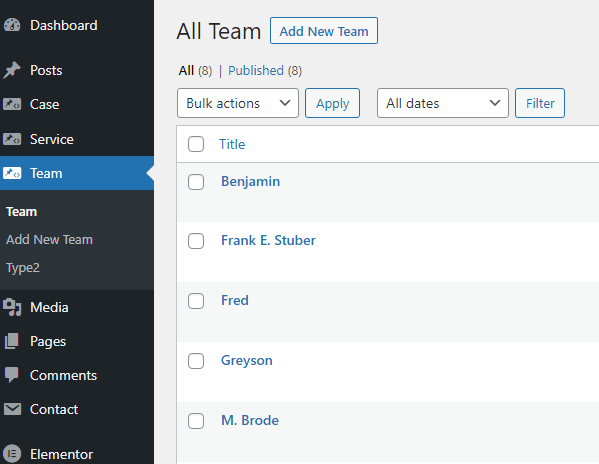 Dashboard
Posts
Case
Service
Team
Team
Add New Team
Type2
Media
Pages
Comments
Contact
Elementor
All Team Add New Team
All (8) | Published (8)
Bulk actions Apply All dates Filter
Title
Benjamin
Frank E. Stuber
Fred
Greyson
M. Brode